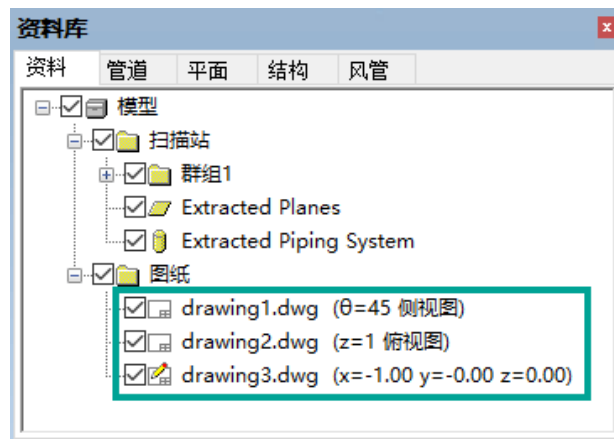 资料库
资料 管道 平面 结构 风管
模型
扫描站
群组1
Extracted Planes
Extracted Piping System
图纸
drawing1.dwg (θ=45 侧视图)
drawing2.dwg (z=1 俯视图)
drawing3.dwg (x=-1.00 y=-0.00 z=0.00)